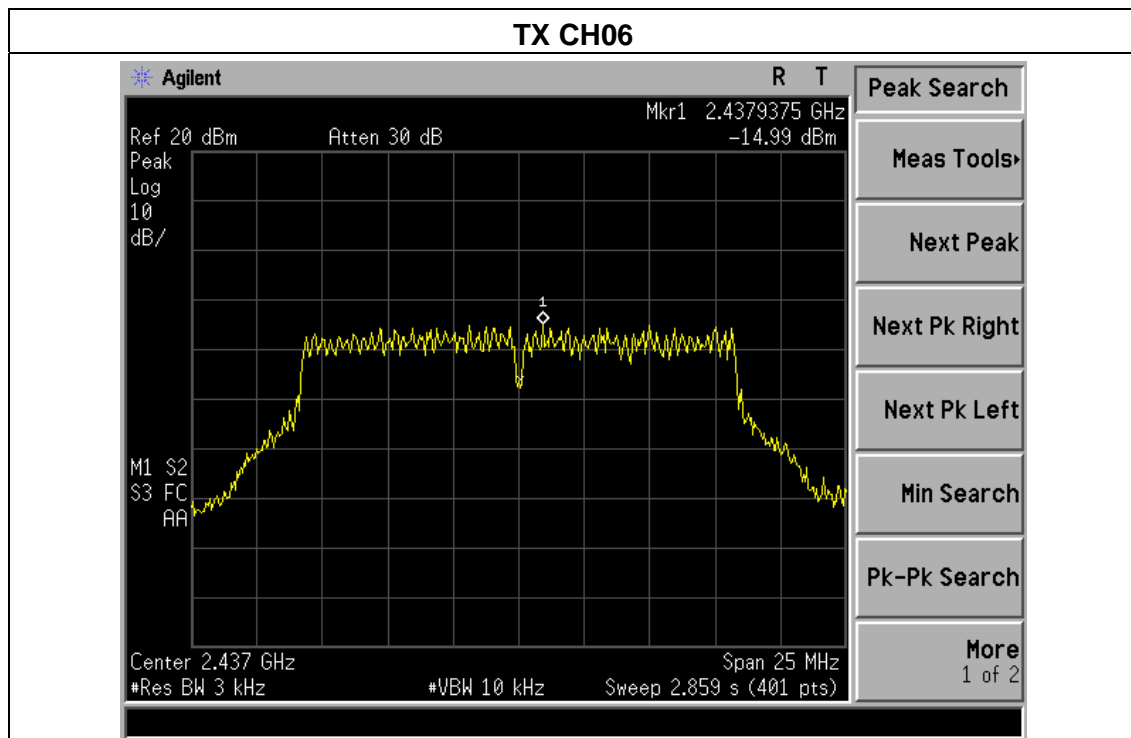 TX CH06
Agilent R T
Mkr1 2.4379375 GHz
Ref 20 dBm Atten 30 dB -14.99 dBm
Peak
Log
10
dB/
1
M1 S2
S3 FC
AA
Center 2.437 GHz Span 25 MHz
#Res BW 3 kHz #VBW 10 kHz Sweep 2.859 s (401 pts)
Peak Search
Meas Tools
Next Peak
Next Pk Right
Next Pk Left
Min Search
Pk-Pk Search
More
1 of 2